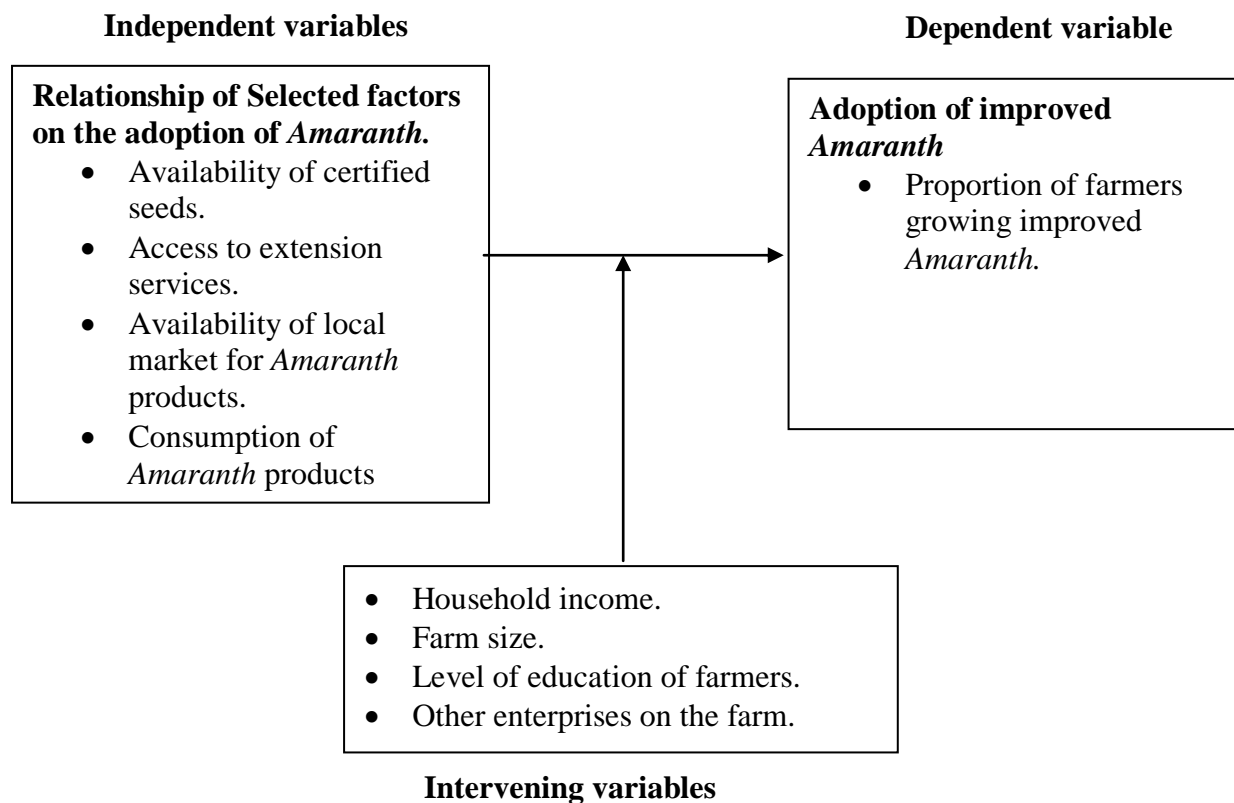 Independent variables
Relationship of Selected factors
on the adoption of Amaranth.
• Availability of certified
seeds.
• Access to extension
services.
• Availability of local
market for Amaranth
products.
• Consumption of
Amaranth products
Dependent variable
Adoption of improved
Amaranth
• Proportion of farmers
growing improved
Amaranth.
• Household income.
• Farm size.
• Level of education of farmers.
• Other enterprises on the farm.
Intervening variables